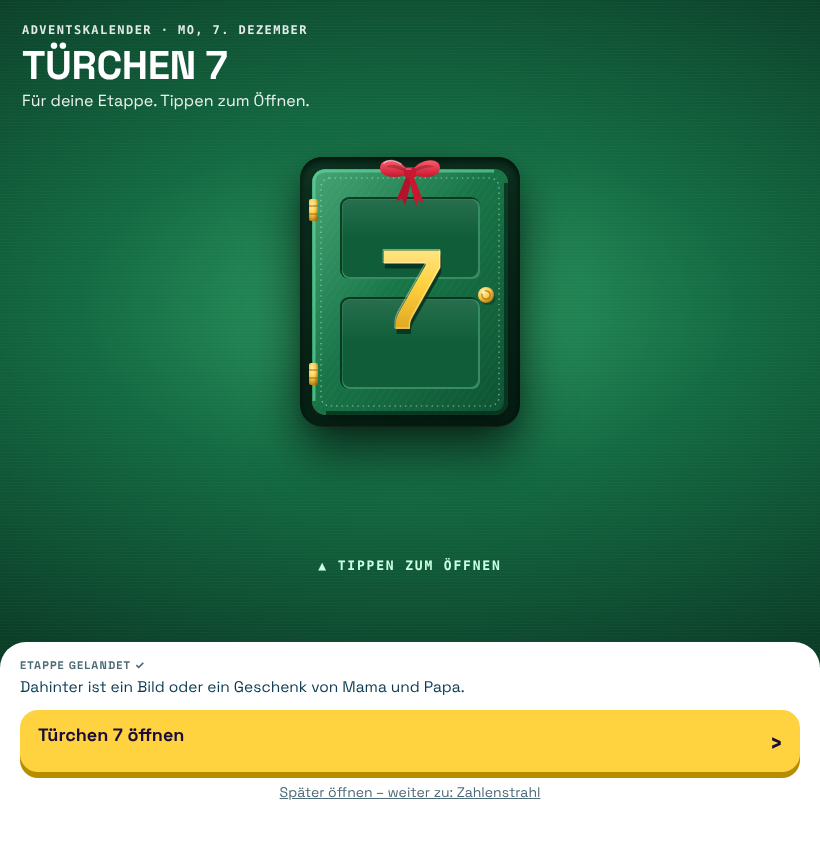 ADVENTSKALENDER · MO, 7. DEZEMBER
TÜRCHEN 7
Für deine Etappe. Tippen zum Öffnen.
7
▲ TIPPEN ZUM ÖFFNEN
ETAPPE GELANDET ✓
Dahinter ist ein Bild oder ein Geschenk von Mama und Papa.
Türchen 7 öffnen
>
Später öffnen – weiter zu: Zahlenstrahl